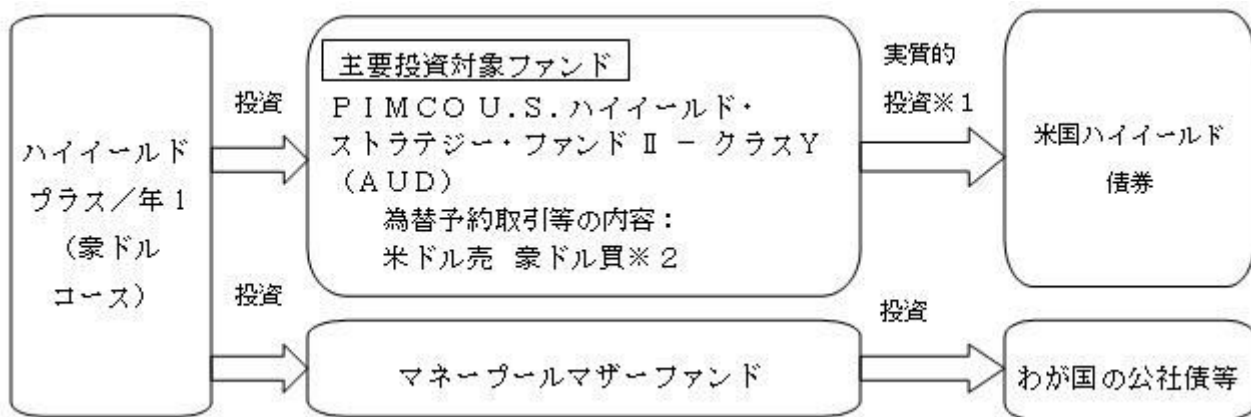 ハイイールド
プラス／年１
（豪ドル
コース）
投資
投資
主要投資対象ファンド
ＰＩＭＣＯ Ｕ.Ｓ.ハイイールド・
ストラテジー・ファンド Ⅱ － クラスＹ
（ＡＵＤ）
為替予約取引等の内容：
米ドル売 豪ドル買※２
マネープールマザーファンド
実質的
投資※１
投資
米国ハイイールド
債券
わが国の公社債等